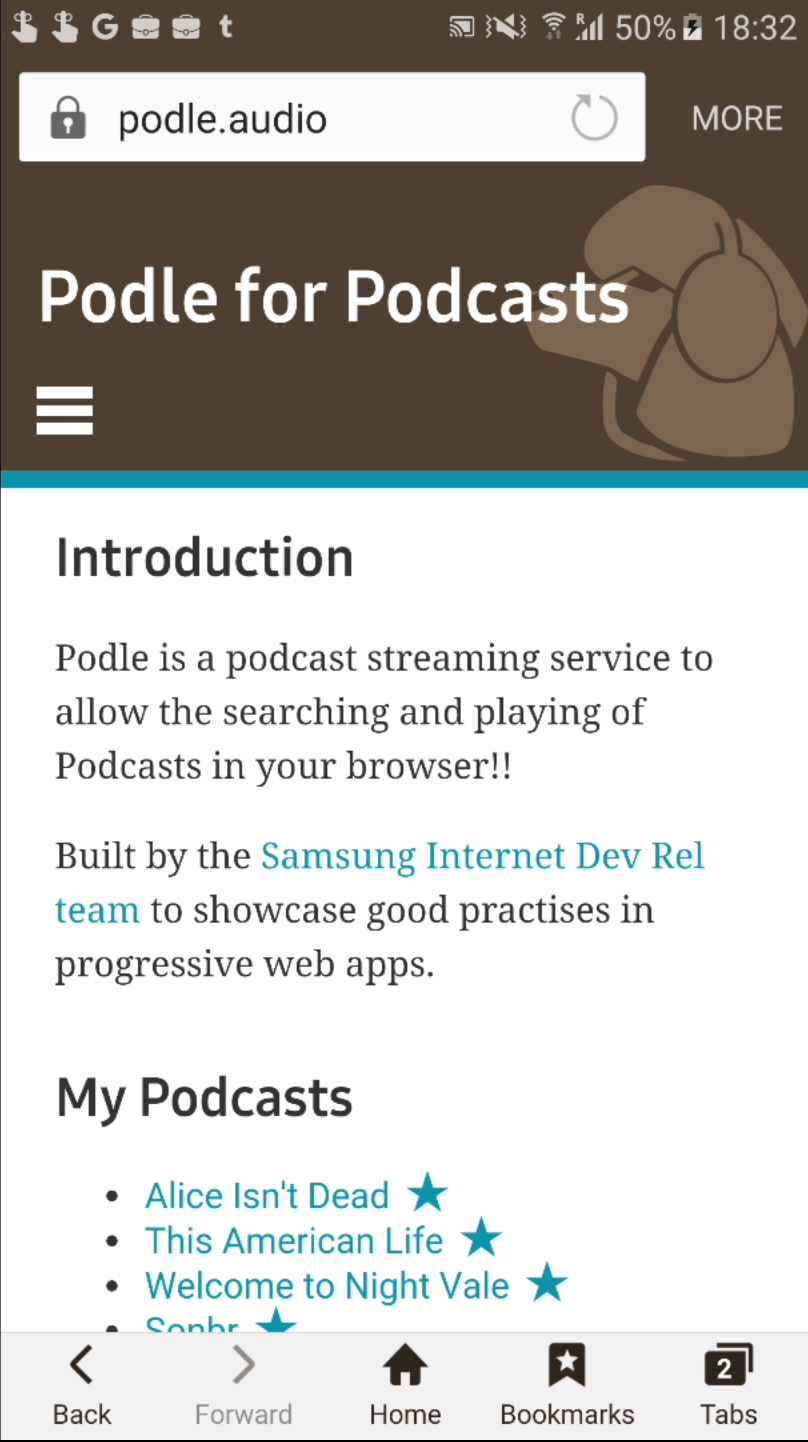 50% 18:32
podle.audio MORE
Podle for Podcasts
Introduction
Podle is a podcast streaming service to
allow the searching and playing of
Podcasts in your browser!!
Built by the Samsung Internet Dev Rel
team to showcase good practises in
progressive web apps.
My Podcasts
• Alice Isn't Dead ★
• This American Life ★
• Welcome to Night Vale ★
Back Forward Home Bookmarks 2 Tabs